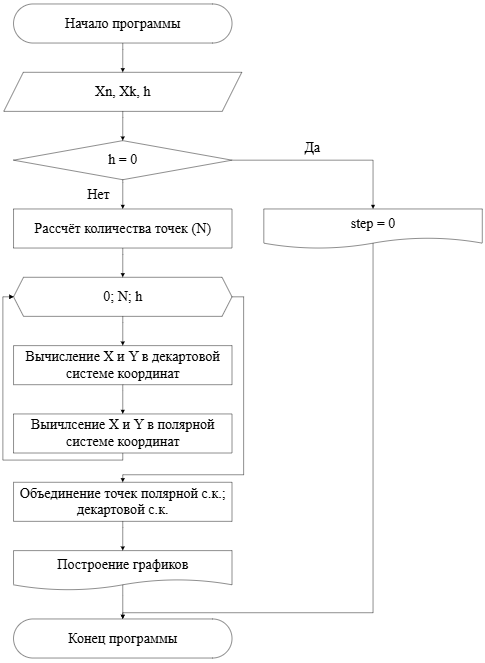 Начало программы
Xn, Xk, h
h = 0
Да
Нет
Рассчёт количества точек (N)
step = 0
0; N; h
Вычисление X и Y в декартовой
системе координат
Выичлсение X и Y в полярной
системе координат
Объединение точек полярной с.к.;
декартовой с.к.
Построение графиков
Конец программы